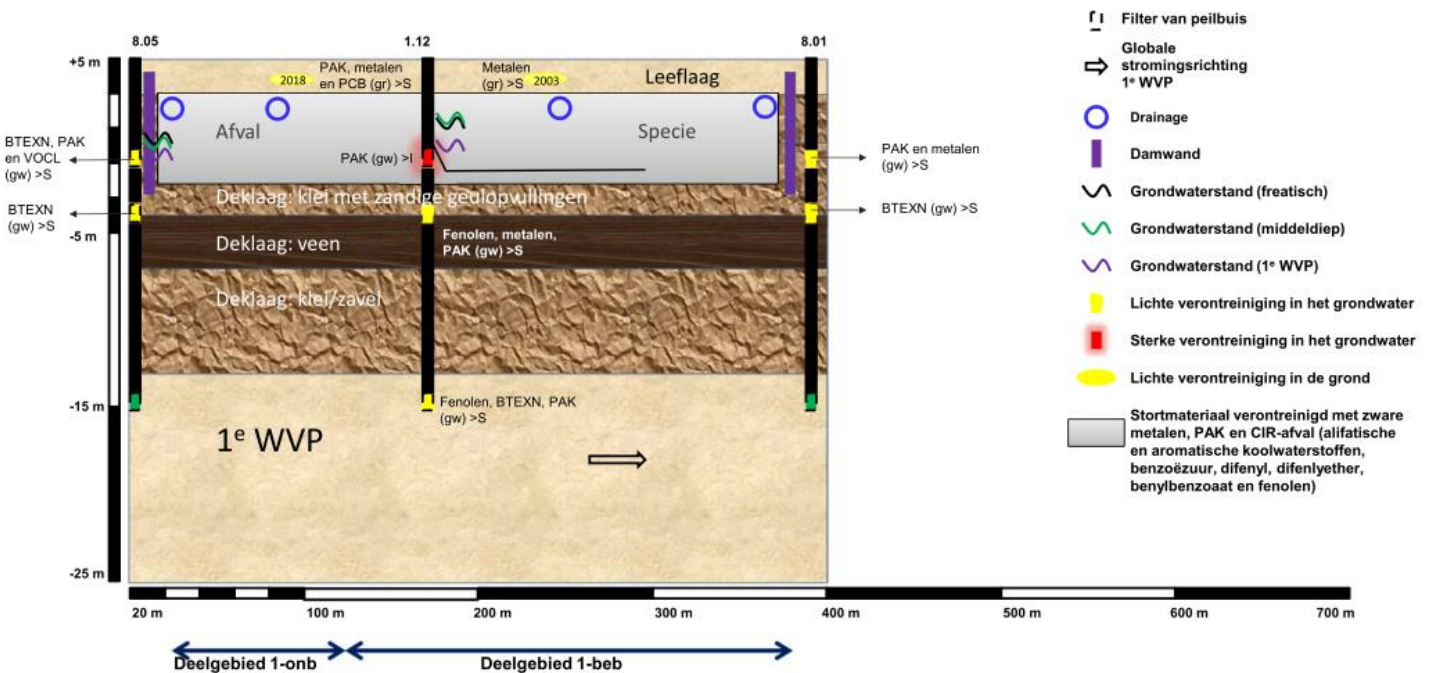 8.05
1.12
8.01
+5 m
-5 m
-15 m
-25 m
2018
PAK, metalen
en PCB (gr) >S
Metalen
(gr) >S
2003
Leeflaag
Afval
Specie
BTEXN, PAK
en VOCL
(gw) >S
PAK (gw) >I
PAK en metalen
(gw) >S
BTEXN
(gw) >S
BTEXN (gw) >S
Deklaag: klei met zandige geulopvullingen
Deklaag: veen
Fenolen, metalen,
PAK (gw) >S
Deklaag: klei/zavel
Fenolen, BTEXN, PAK
(gw) >S
1e WVP
20 m
100 m
200 m
300 m
400 m
500 m
600 m
700 m
Deelgebied 1-onb
Deelgebied 1-beb
Filter van peilbuis
Globale
stromingsrichting
1e WVP
Drainage
Damwand
Grondwaterstand (freatisch)
Grondwaterstand (middeldiep)
Grondwaterstand (1e WVP)
Lichte verontreiniging in het grondwater
Sterke verontreiniging in het grondwater
Lichte verontreiniging in de grond
Stortmateriaal verontreinigd met zware
metalen, PAK en CIR-afval (alifatische
en aromatische koolwaterstoffen,
benzoëzuur, difenyl, difenlyether,
benylbenzoaat en fenolen)